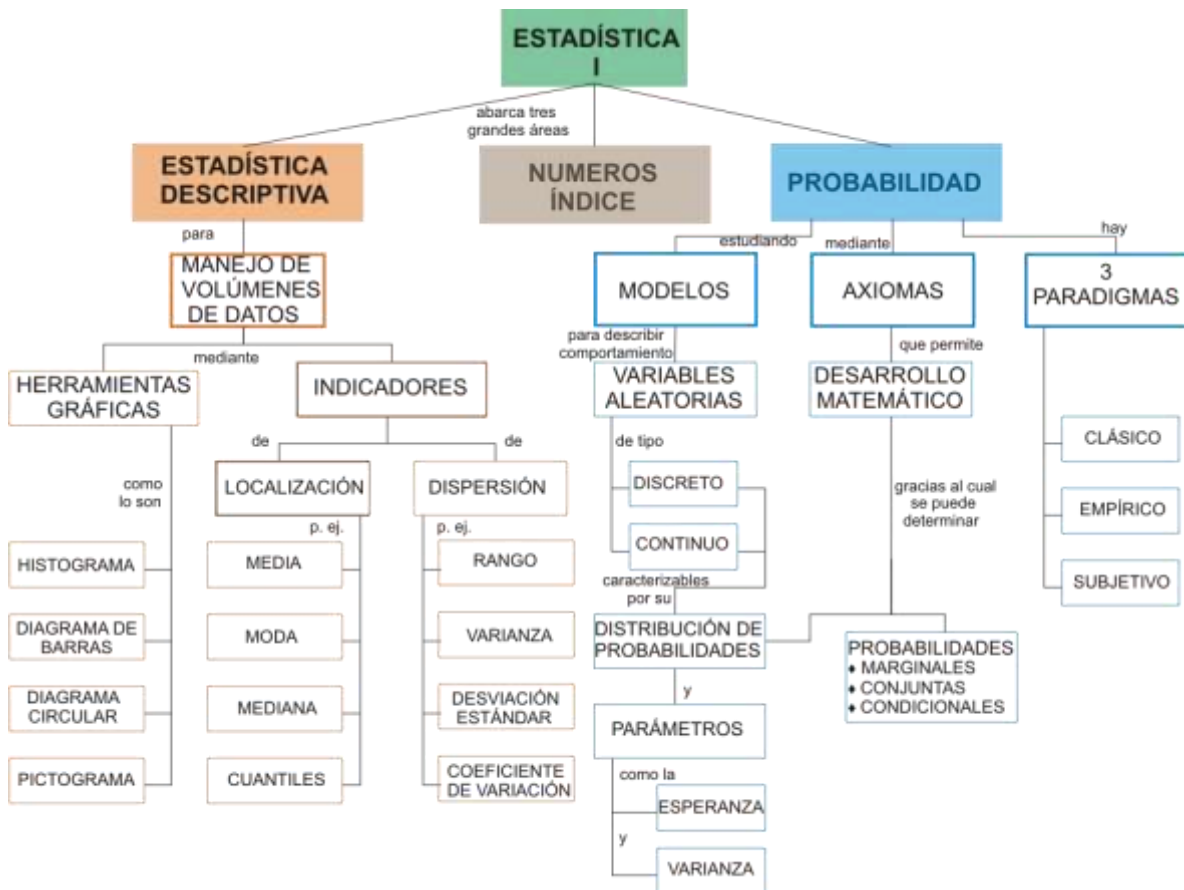 ESTADÍSTICA
I
abarca tres
grandes áreas
ESTADÍSTICA
DESCRIPTIVA
NUMEROS
ÍNDICE
PROBABILIDAD
para
estudiando
mediante
hay
MANEJO DE
VOLÚMENES
DE DATOS
MODELOS
AXIOMAS
3
PARADIGMAS
mediante
para describir
comportamiento
que permite
HERRAMIENTAS
GRÁFICAS
INDICADORES
VARIABLES
ALEATORIAS
DESARROLLO
MATEMÁTICO
de
de
de tipo
CLÁSICO
LOCALIZACIÓN
DISPERSIÓN
DISCRETO
como
lo son
gracias al cual
se puede
determinar
EMPÍRICO
p. ej.
p. ej.
CONTINUO
HISTOGRAMA
MEDIA
RANGO
caracterizables
por su
SUBJETIVO
DIAGRAMA DE
BARRAS
MODA
VARIANZA
DISTRIBUCIÓN DE
PROBABILIDADES
PROBABILIDADES
♦ MARGINALES
♦ CONJUNTAS
♦ CONDICIONALES
y
DIAGRAMA
CIRCULAR
MEDIANA
DESVIACIÓN
ESTÁNDAR
PARÁMETROS
PICTOGRAMA
CUANTILES
COEFICIENTE
DE VARIACIÓN
como la
ESPERANZA
y
VARIANZA